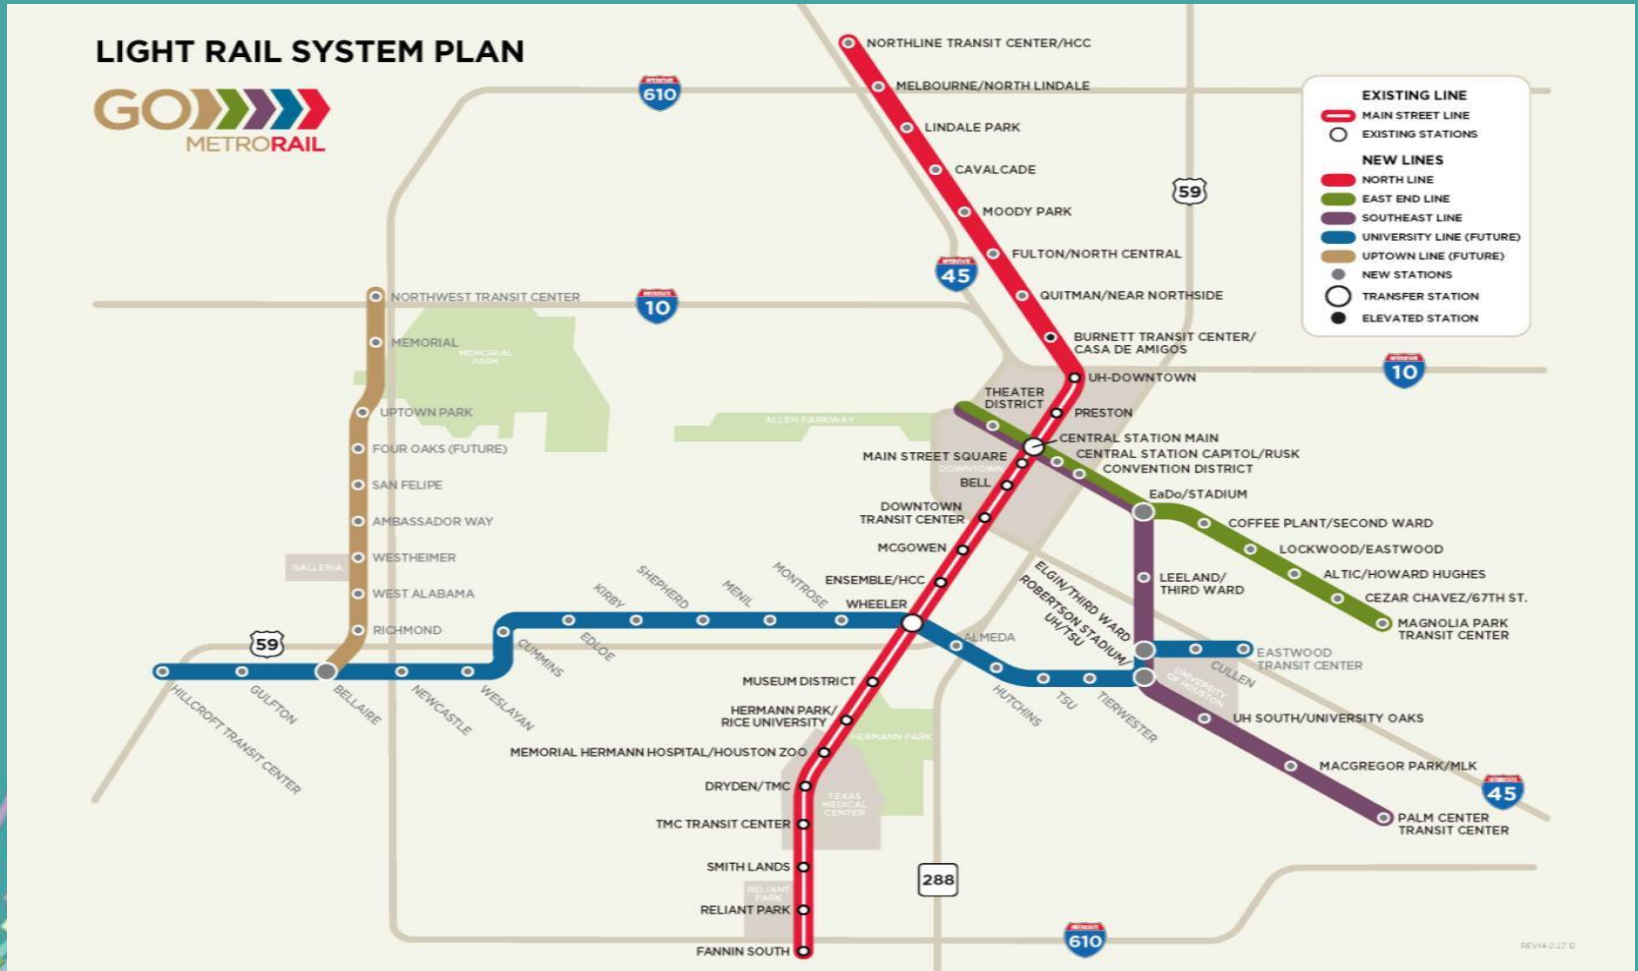 LIGHT RAIL SYSTEM PLAN
GO
METRORAIL
INTERSTATE
610
NORTHLINE TRANSIT CENTER/HCC
MELBOURNE/NORTH LINDALE
LINDALE PARK
CAVALCADE
MOODY PARK
FULTON/NORTH CENTRAL
QUITMAN/NEAR NORTHSIDE
BURNETT TRANSIT CENTER/
CASA DE AMIGOS
UH-DOWNTOWN
PRESTON
59
INTERSTATE
45
INTERSTATE
10
INTERSTATE
10
EXISTING LINE
MAIN STREET LINE
EXISTING STATIONS
NEW LINES
NORTH LINE
EAST END LINE
SOUTHEAST LINE
UNIVERSITY LINE (FUTURE)
UPTOWN LINE (FUTURE)
NEW STATIONS
TRANSFER STATION
ELEVATED STATION
NORTHWEST TRANSIT CENTER
MEMORIAL
MEMORIAL
PARK
UPTOWN PARK
FOUR OAKS (FUTURE)
SAN FELIPE
AMBASSADOR WAY
WESTHEIMER
GALLERIA
WEST ALABAMA
RICHMOND
59
ALLEN PARKWAY
THEATER
DISTRICT
CENTRAL STATION MAIN
CENTRAL STATION CAPITOL/RUSK
CONVENTION DISTRICT
MAIN STREET SQUARE
DOWNTOWN
BELL
DOWNTOWN
TRANSIT CENTER
MCGOWEN
ENSEMBLE/HCC
WHEELER
EaDo/STADIUM
COFFEE PLANT/SECOND WARD
LOCKWOOD/EASTWOOD
ALTIC/HOWARD HUGHES
CEZAR CHAVEZ/67TH ST.
MAGNOLIA PARK
TRANSIT CENTER
LEELAND/
THIRD WARD
ELGIN/THIRD WARD
ROBERTSON STADIUM/
UH/TSU
HILLCROFT TRANSIT CENTER
GULFTON
BELLAIRE
NEWCASTLE
WESLAYAN
CUMMINS
EDLOE
KIRBY
SHEPHERD
MENIL
MONTROSE
ALMEDA
HUTCHINS
TSU
TIERWESTER
CULLEN
EASTWOOD
TRANSIT CENTER
UNIVERSITY
OF HOUSTON
UH SOUTH/UNIVERSITY OAKS
MACGREGOR PARK/MLK
PALM CENTER
TRANSIT CENTER
INTERSTATE
45
MUSEUM DISTRICT
HERMANN PARK/
RICE UNIVERSITY
HERMANN PARK
MEMORIAL HERMANN HOSPITAL/HOUSTON ZOO
DRYDEN/TMC
TEXAS
MEDICAL
CENTER
TMC TRANSIT CENTER
SMITH LANDS
RELIANT
PARK
RELIANT PARK
FANNIN SOUTH
288
INTERSTATE
610